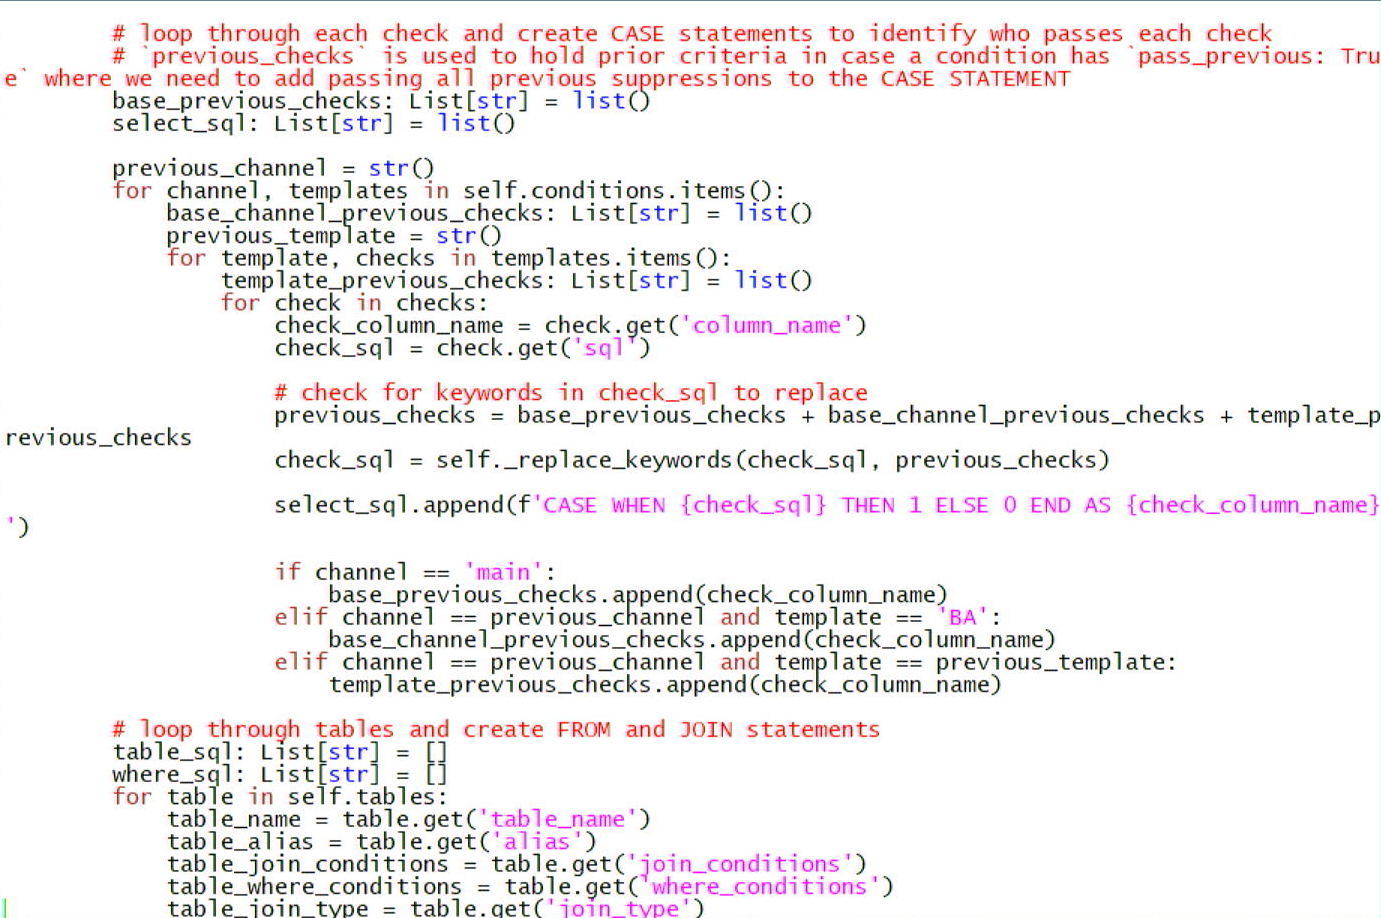 # loop through each check and create CASE statements to identify who passes each check
# `previous_checks` is used to hold prior criteria in case a condition has `pass_previous: Tru
e` where we need to add passing all previous suppressions to the CASE STATEMENT
base_previous_checks: List[str] = list()
select_sql: List[str] = list()
previous_channel = str()
for channel, templates in self.conditions.items():
base_channel_previous_checks: List[str] = list()
previous_template = str()
for template, checks in templates.items():
template_previous_checks: List[str] = list()
for check in checks:
check_column_name = check.get('column_name')
check_sql = check.get('sql')
# check for keywords in check_sql to replace
previous_checks = base_previous_checks + base_channel_previous_checks + template_p
revious_checks
check_sql = self._replace_keywords(check_sql, previous_checks)
select_sql.append(f'CASE WHEN {check_sql} THEN 1 ELSE 0 END AS {check_column_name}
')
if channel == 'main':
base_previous_checks.append(check_column_name)
elif channel == previous_channel and template == 'BA':
base_channel_previous_checks.append(check_column_name)
elif channel == previous_channel and template == previous_template:
template_previous_checks.append(check_column_name)
# loop through tables and create FROM and JOIN statements
table_sql: List[str] = []
where_sql: List[str] = []
for table in self.tables:
table_name = table.get('table_name')
table_alias = table.get('alias')
table_join_conditions = table.get('join_conditions')
table_where_conditions = table.get('where_conditions')
table_join_type = table.get('join_type')